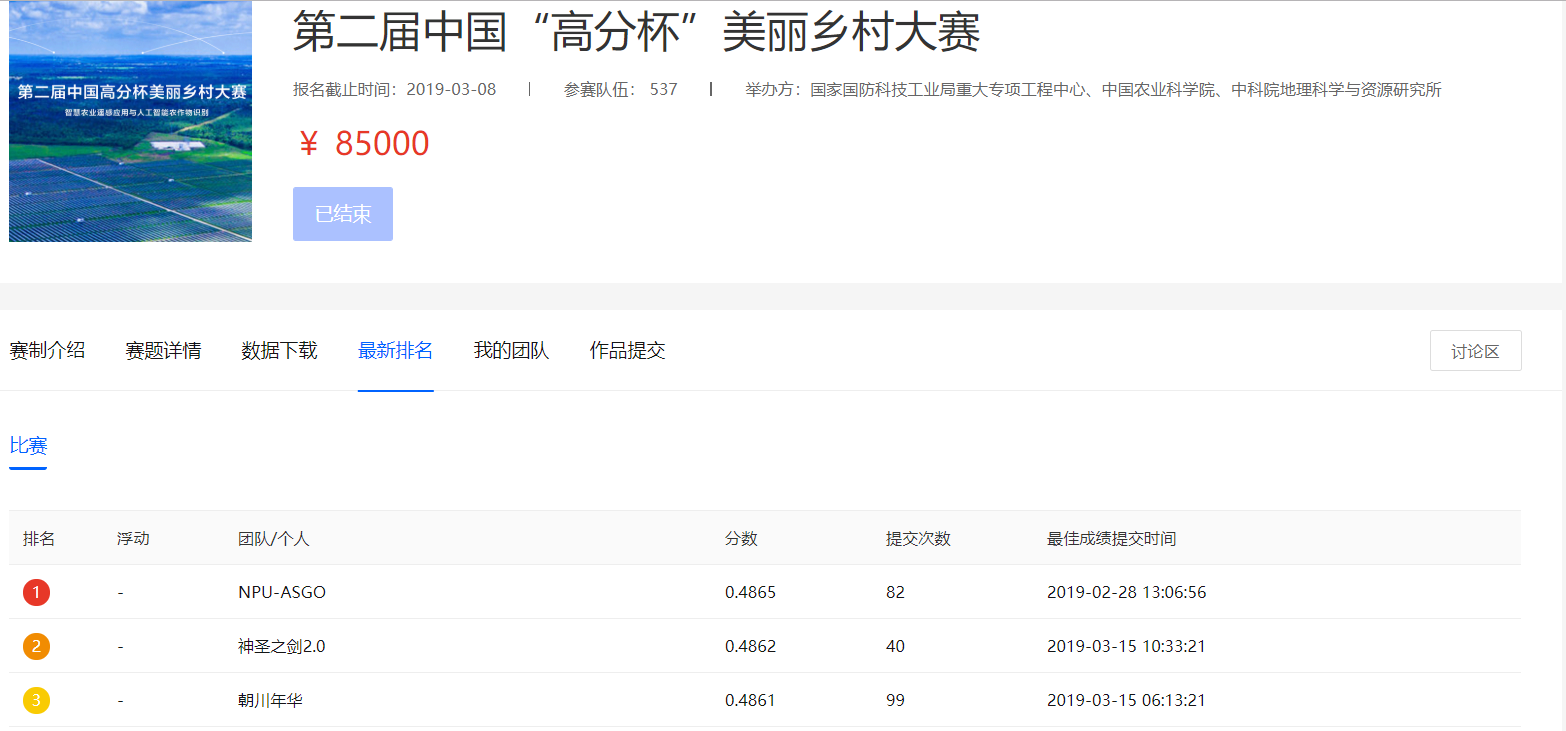 第二届中国高分杯美丽乡村大赛
智慧农业遥感应用与人工智能农作物识别
第二届中国“高分杯”美丽乡村大赛
报名截止时间：2019-03-08 | 参赛队伍： 537 | 举办方：国家国防科技工业局重大专项工程中心、中国农业科学院、中科院地理科学与资源研究所
￥ 85000
已结束
赛制介绍 赛题详情 数据下载 最新排名 我的团队 作品提交 讨论区
比赛
排名 浮动 团队/个人 分数 提交次数 最佳成绩提交时间
1 - NPU-ASGO 0.4865 82 2019-02-28 13:06:56
2 - 神圣之剑2.0 0.4862 40 2019-03-15 10:33:21
3 - 朝川年华 0.4861 99 2019-03-15 06:13:21